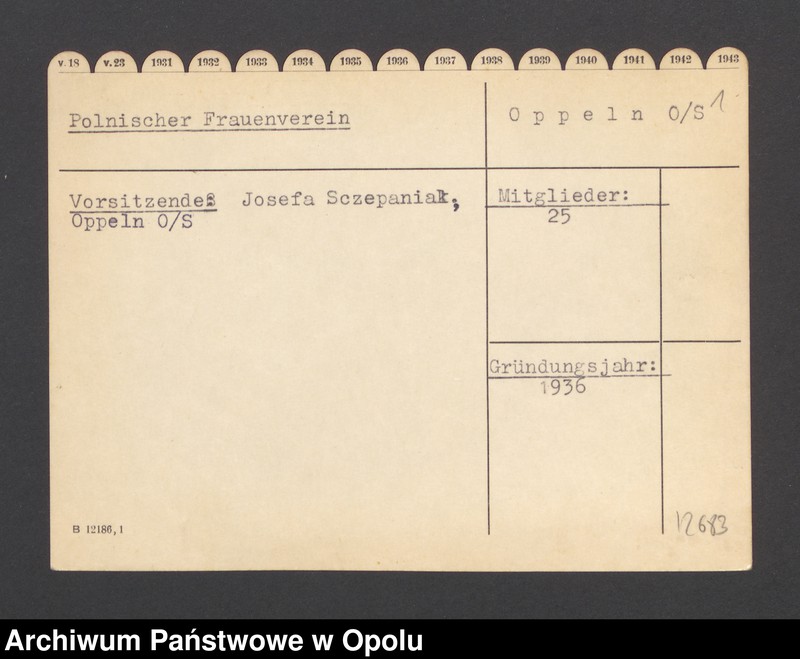 v. 18 v. 23 1931 1932 1933 1934 1935 1936 1937 1938 1939 1940 1941 1942 1943
Polnischer Frauenverein
Oppeln O/S 1
Vorsitzende: Josefa Sczepaniak,
Oppeln O/S
Mitglieder:
25
Gründungsjahr:
1936
B 12186, 1
12683
Archiwum Państwowe w Opolu